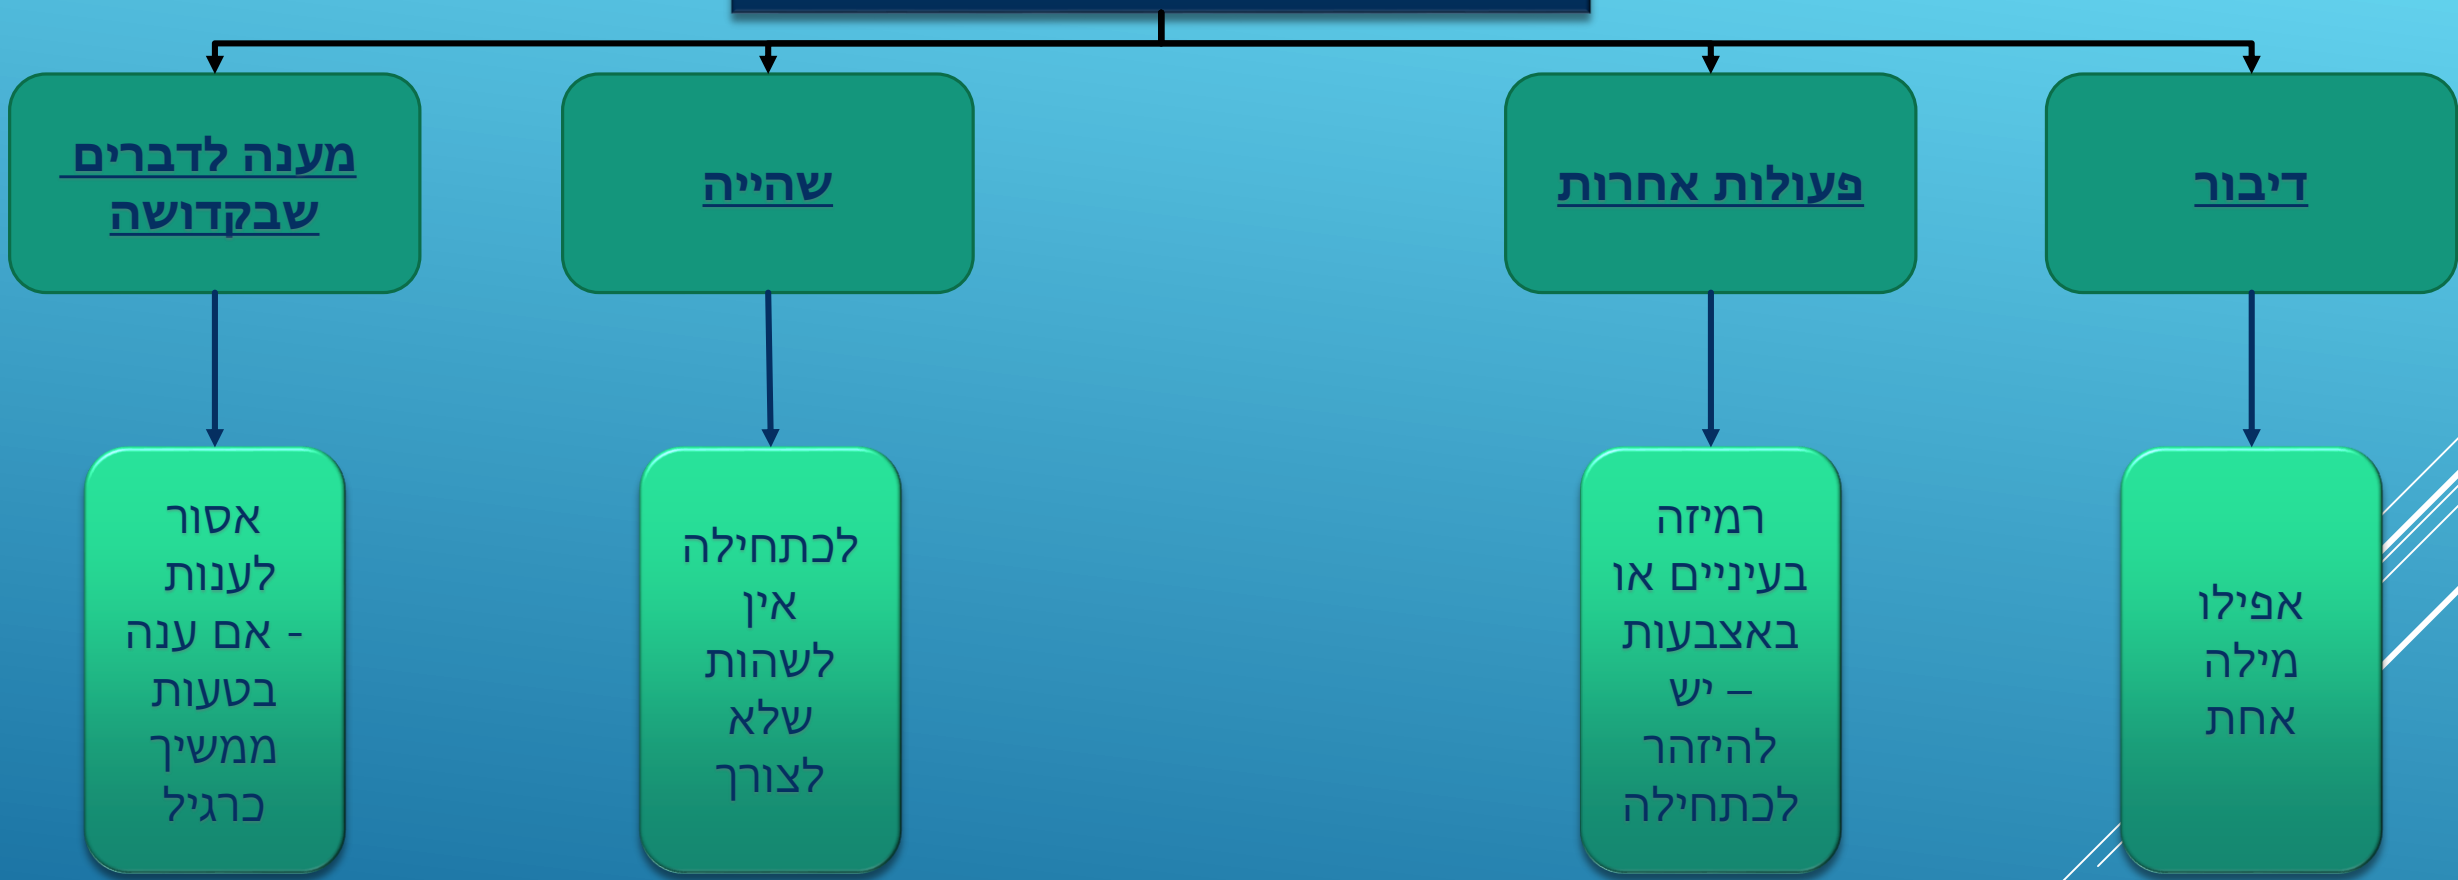 דיבור
פעולות אחרות
שהייה
מענה לדברים
שבקדושה
אפילו
מילה
אחת
רמיזה
בעיניים או
באצבעות
– יש
להיזהר
לכתחילה
לכתחילה
אין
לשהות
שלא
לצורך
אסור
לענות
- אם ענה
בטעות
ממשיך
כרגיל